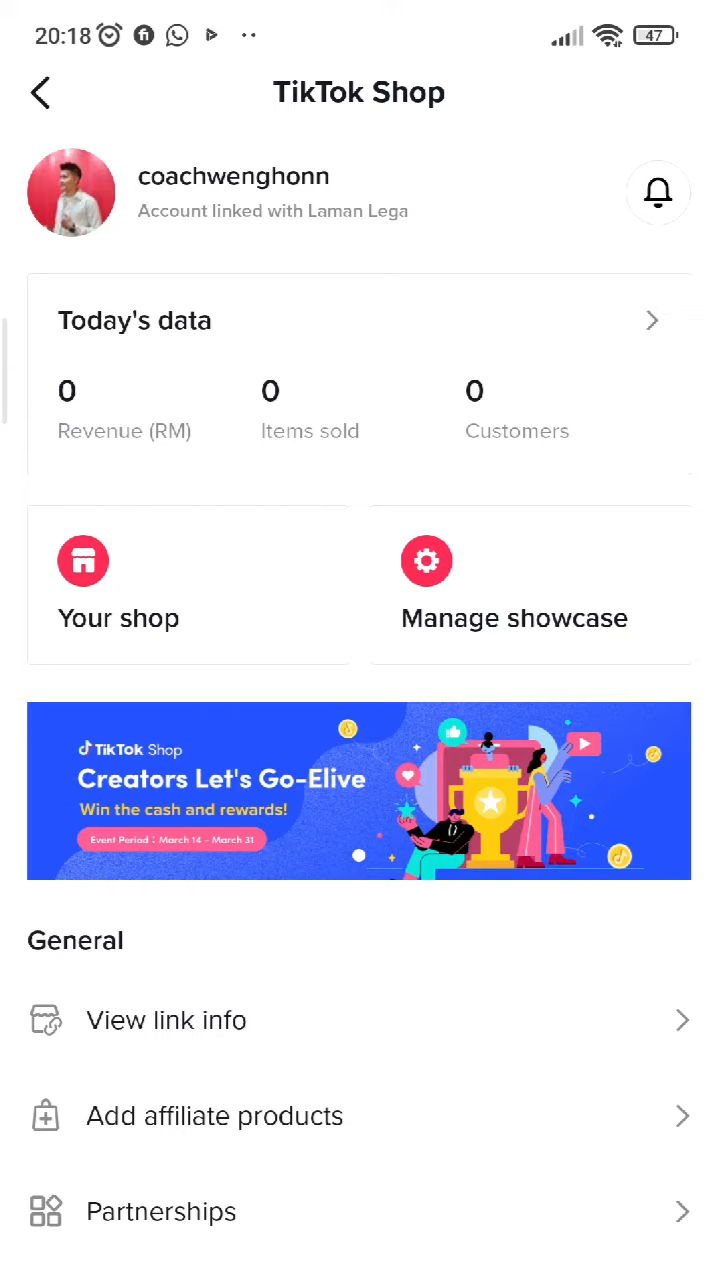 20:18
47
TikTok Shop
coachwenghonn
Account linked with Laman Lega
Today's data
0 0 0
Revenue (RM) Items sold Customers
Your shop Manage showcase
TikTok Shop
Creators Let's Go-Elive
Win the cash and rewards!
Event Period : March 14 - March 31
General
View link info
Add affiliate products
Partnerships